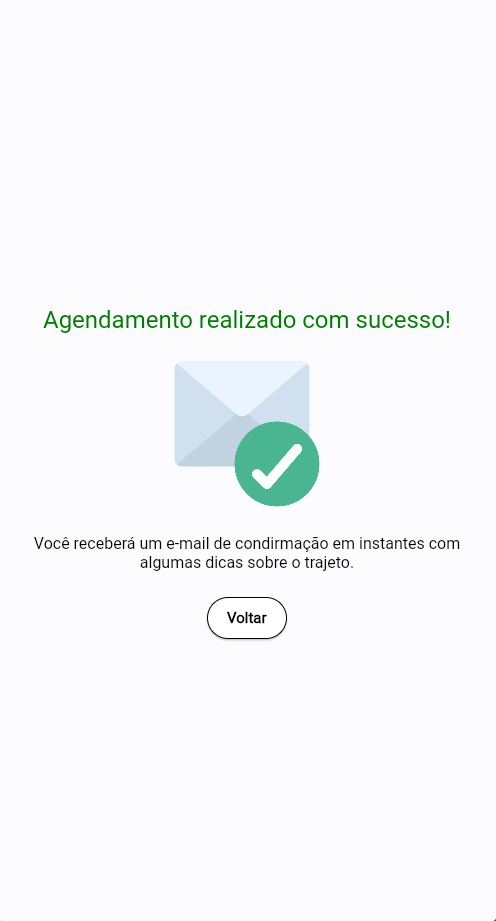 Agendamento realizado com sucesso!
Você receberá um e-mail de condirmação em instantes com
algumas dicas sobre o trajeto.
Voltar